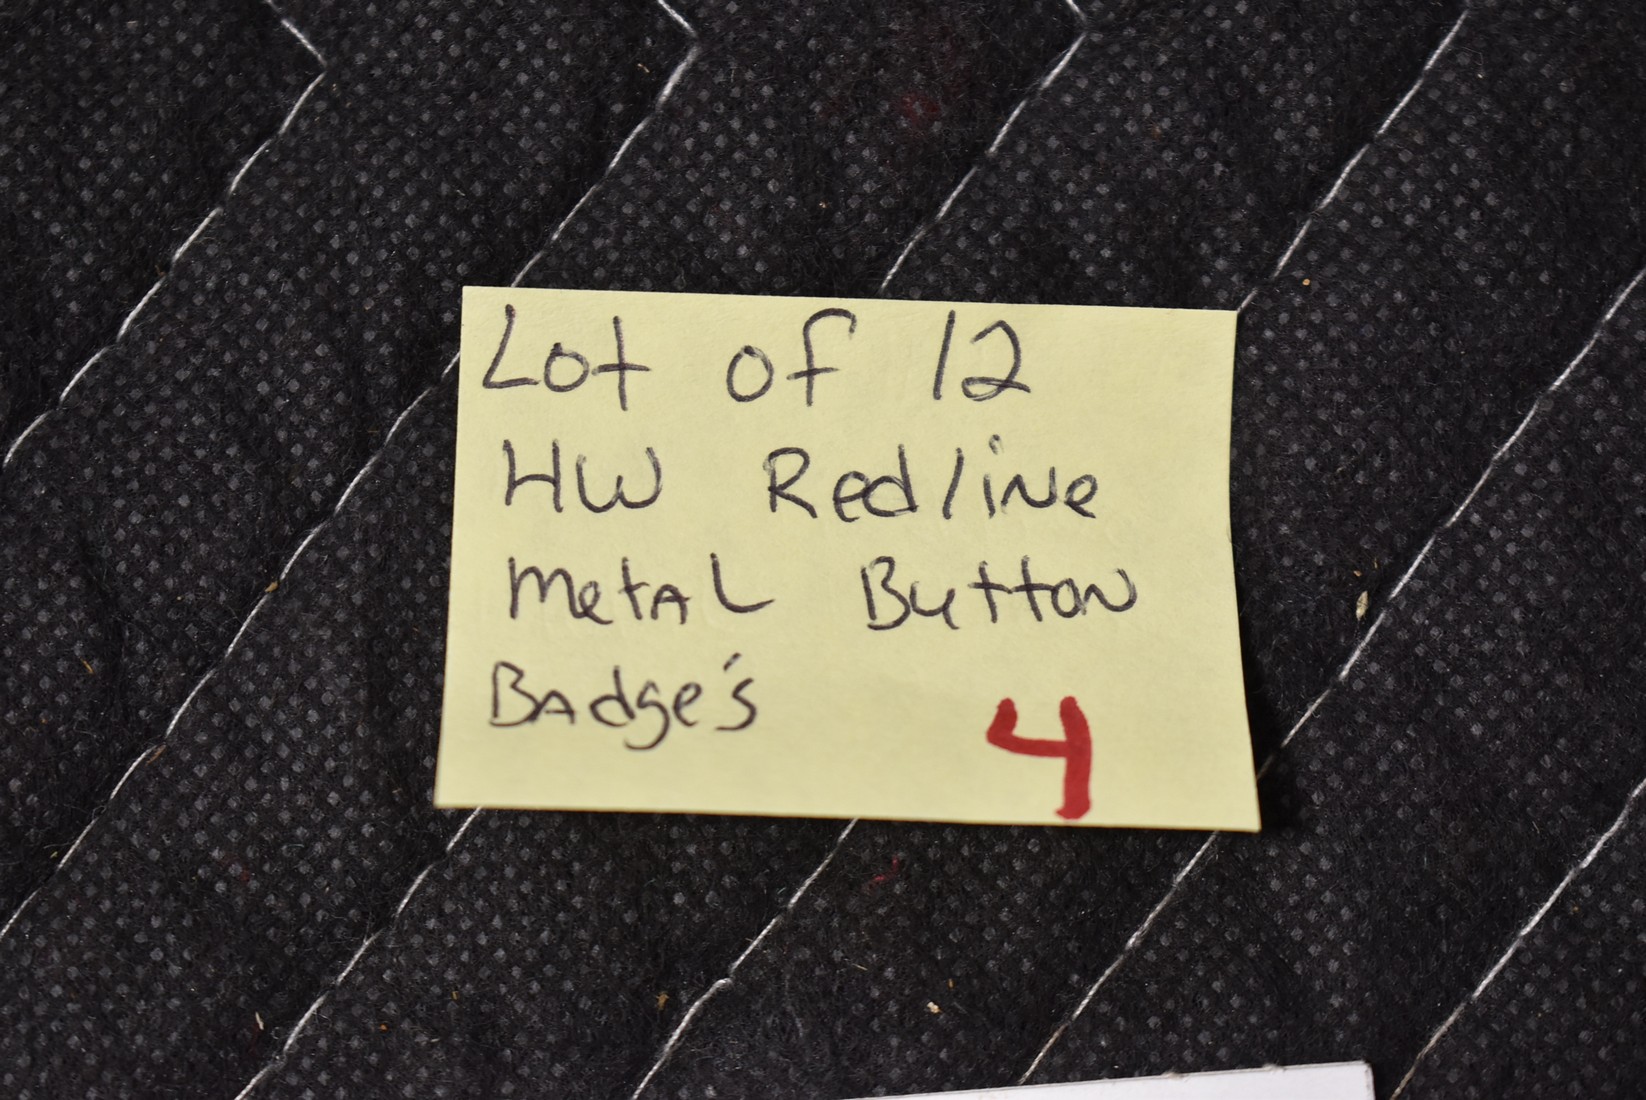 Lot of 12
HW Redline
Metal Button
Badge's
4